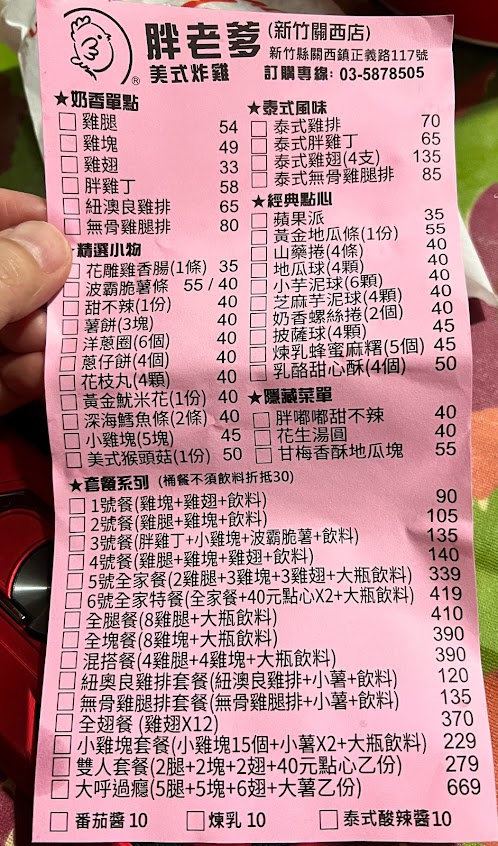 胖老爹(新竹關西店)
美式炸雞
新竹縣關西鎮正義路117號
訂購專線: 03-5878505
★奶香單點
雞腿 54
雞塊 49
雞翅 33
胖雞丁 58
紐澳良雞排 65
無骨雞腿排 80
★精選小物
花雕雞香腸(1條) 35
波霸脆薯條 55 / 40
甜不辣(1份) 40
薯餅(3塊) 40
洋蔥圈(6個) 40
蔥仔餅(4個) 40
花枝丸(4顆) 40
黃金魷米花(1份) 40
深海鱈魚條(2條) 40
小雞塊(5塊) 45
美式猴頭菇(1份) 50
★泰式風味
泰式雞排 70
泰式胖雞丁 65
泰式雞翅(4支) 135
泰式無骨雞腿排 85
★經典點心
蘋果派 35
黃金地瓜條(1份) 55
山藥捲(4條) 40
地瓜球(4顆) 40
小芋泥球(6顆) 40
芝麻芋泥球(4顆) 40
奶香螺絲捲(2個) 40
披薩球(4顆) 45
煉乳蜂蜜麻糬(5個) 45
乳酪甜心酥(4個) 50
★隱藏菜單
胖嘟嘟甜不辣 40
花生湯圓 40
甘梅香酥地瓜塊 55
★套餐系列 (桶餐不須飲料折抵30)
1號餐(雞塊+雞翅+飲料) 90
2號餐(雞腿+雞塊+飲料) 105
3號餐(胖雞丁+小雞塊+波霸脆薯+飲料) 135
4號餐(雞腿+雞塊+雞翅+飲料) 140
5號全家餐(2雞腿+3雞塊+3雞翅+大瓶飲料) 339
6號全家特餐(全家餐+40元點心X2+大瓶飲料) 419
全腿餐(8雞腿+大瓶飲料) 410
全塊餐(8雞塊+大瓶飲料) 390
混搭餐(4雞腿+4雞塊+大瓶飲料) 390
紐奧良雞排套餐(紐澳良雞排+小薯+飲料) 120
無骨雞腿排套餐(無骨雞腿排+小薯+飲料) 135
全翅餐 (雞翅X12) 370
小雞塊套餐(小雞塊15個+小薯X2+大瓶飲料) 229
雙人套餐(2腿+2塊+2翅+40元點心乙份) 279
大呼過癮(5腿+5塊+6翅+大薯乙份) 669
番茄醬10 煉乳10 泰式酸辣醬10